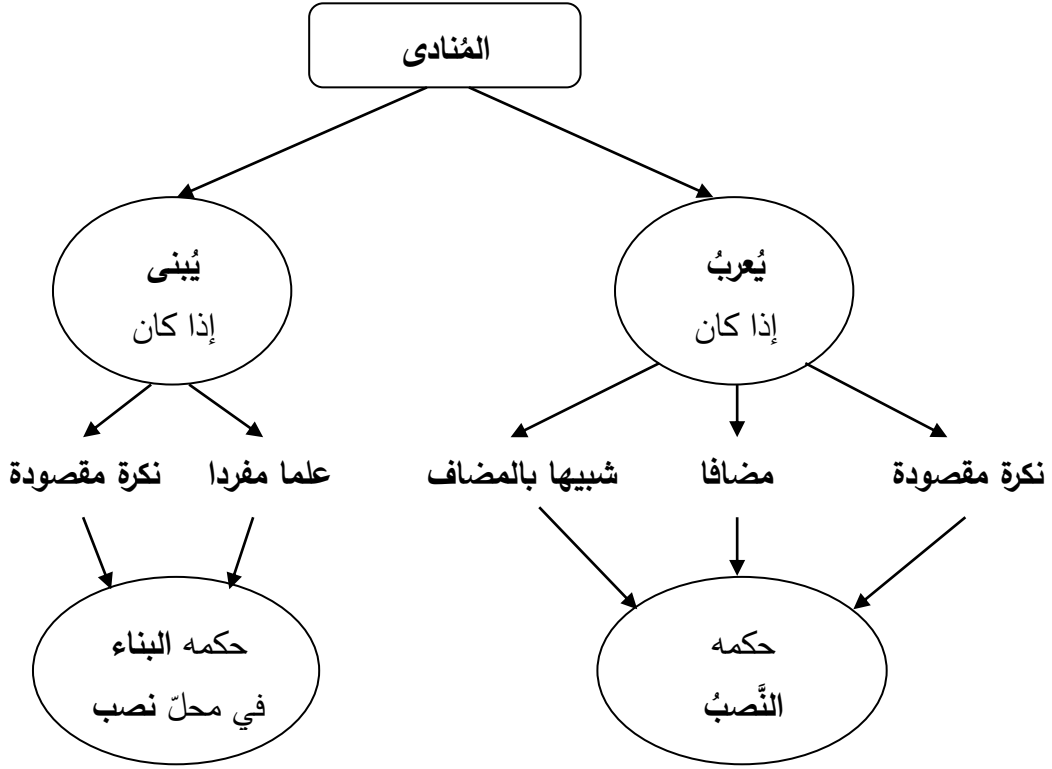 المُنادى
يُعربُ
إذا كان
يُبنى
إذا كان
نكرة مقصودة
مضافا
شبيها بالمضاف
علما مفردا
نكرة مقصودة
حكمه
النَّصبُ
حكمه البناء
في محلّ نصب